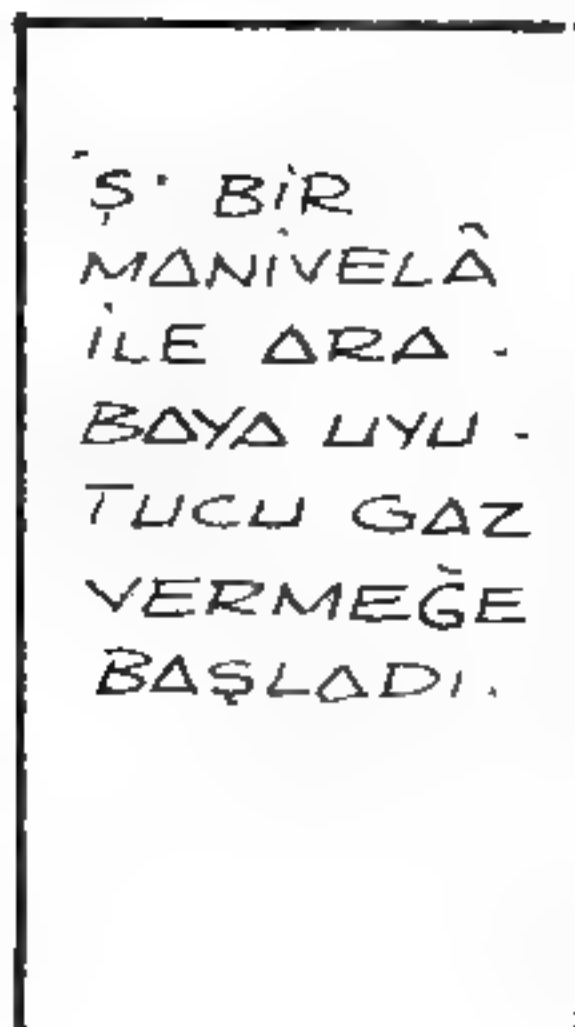 Ş' BİR
MANİVELÂ
İLE ARA-
BAYA UYU-
TUCU GAZ
VERMEĞE
BAŞLADI.